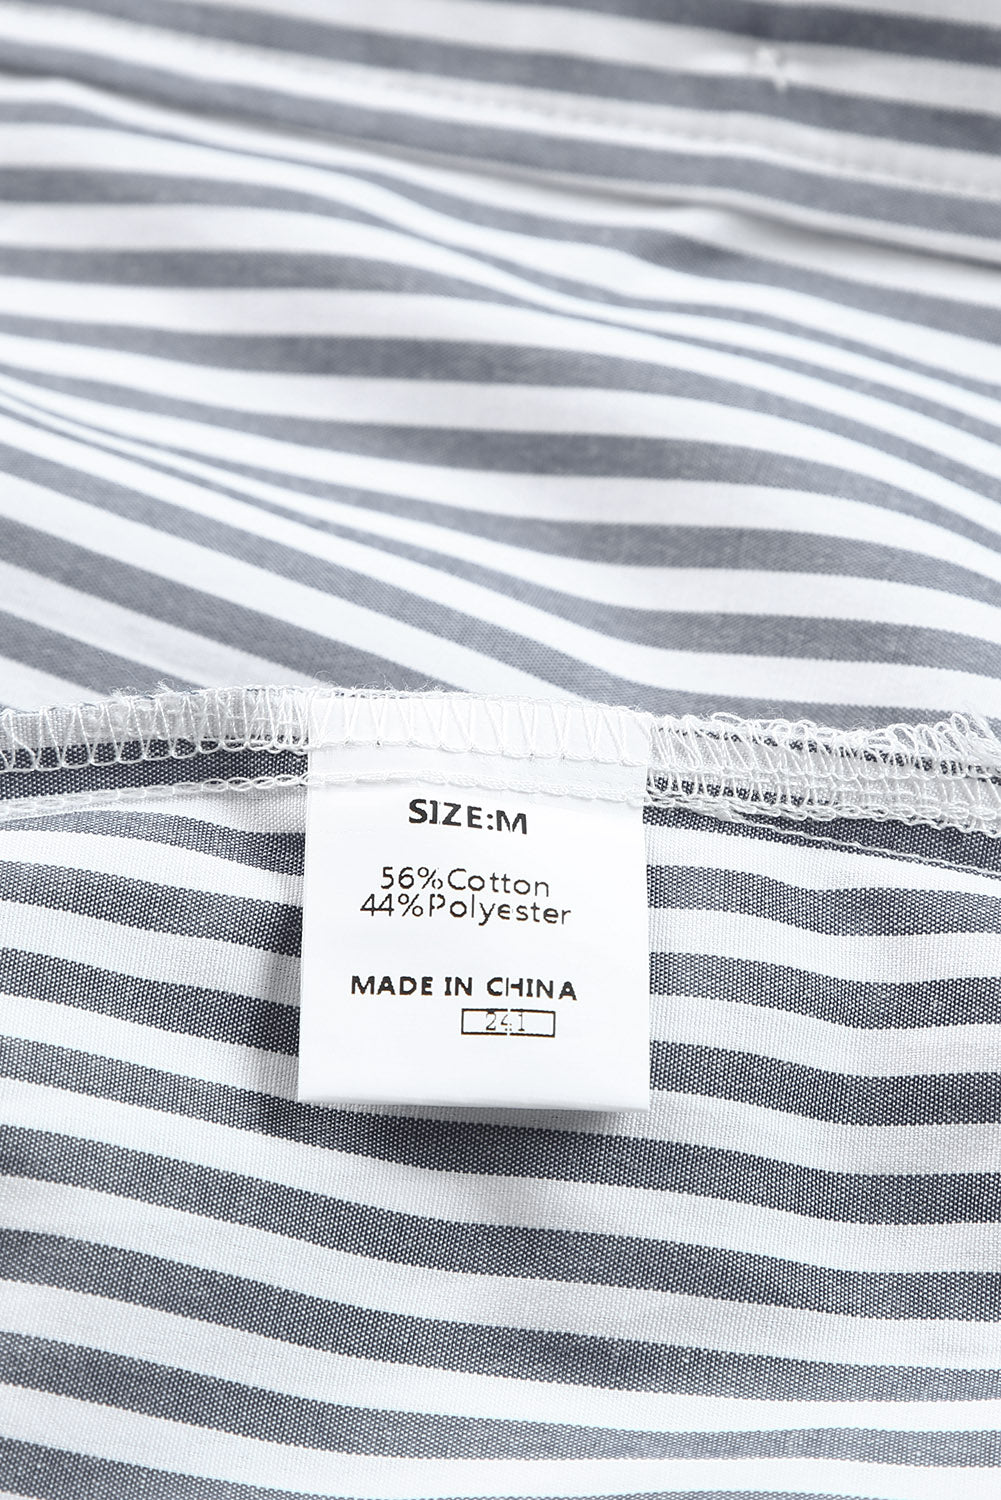 SIZE:M
56%Cotton
44%Polyester
MADE IN CHINA
241